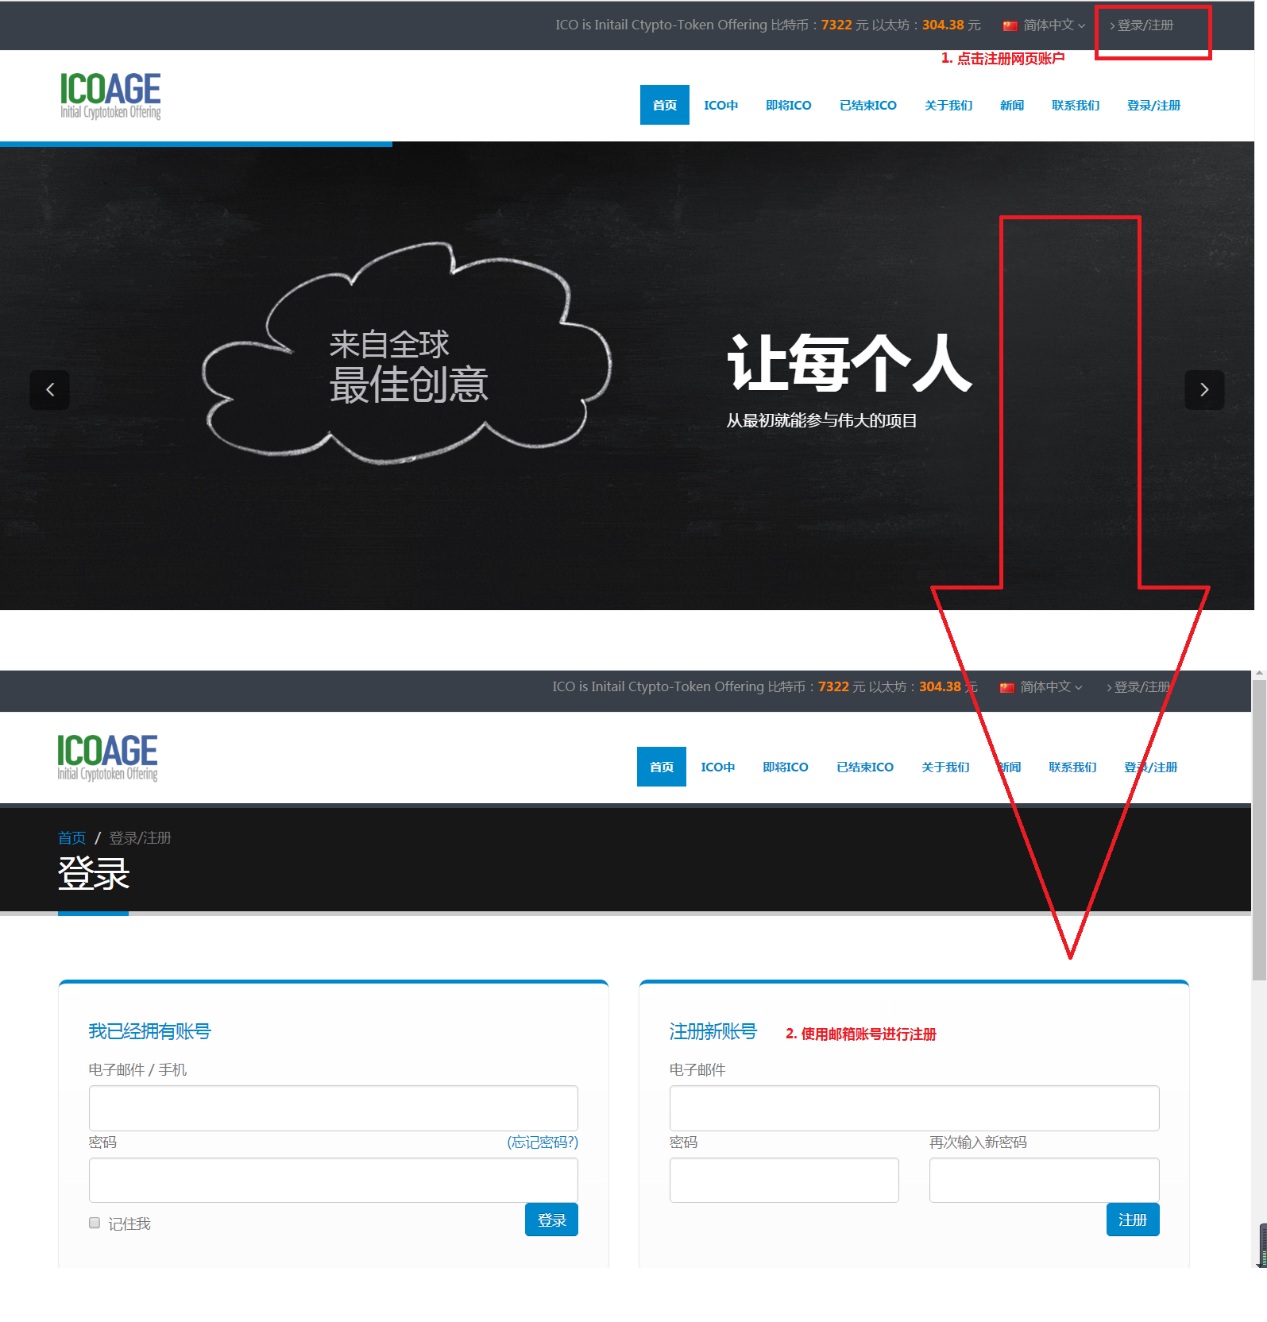 ICO is Initail Ctypto-Token Offering 比特币：7322 元 以太坊：304.38 元 简体中文 登录/注册
1. 点击注册网页账户
ICOAGE
Initial Cryptotoken Offering
首页 ICO中 即将ICO 已结束ICO 关于我们 新闻 联系我们 登录/注册
来自全球
最佳创意
让每个人
从最初就能参与伟大的项目
ICO is Initail Ctypto-Token Offering 比特币：7322 元 以太坊：304.38 元 简体中文 登录/注册
ICOAGE
Initial Cryptotoken Offering
首页 ICO中 即将ICO 已结束ICO 关于我们 新闻 联系我们 登录/注册
首页 / 登录/注册
登录
我已经拥有账号
电子邮件 / 手机
密码 (忘记密码?)
记住我 登录
注册新账号 2. 使用邮箱账号进行注册
电子邮件
密码 再次输入新密码
注册